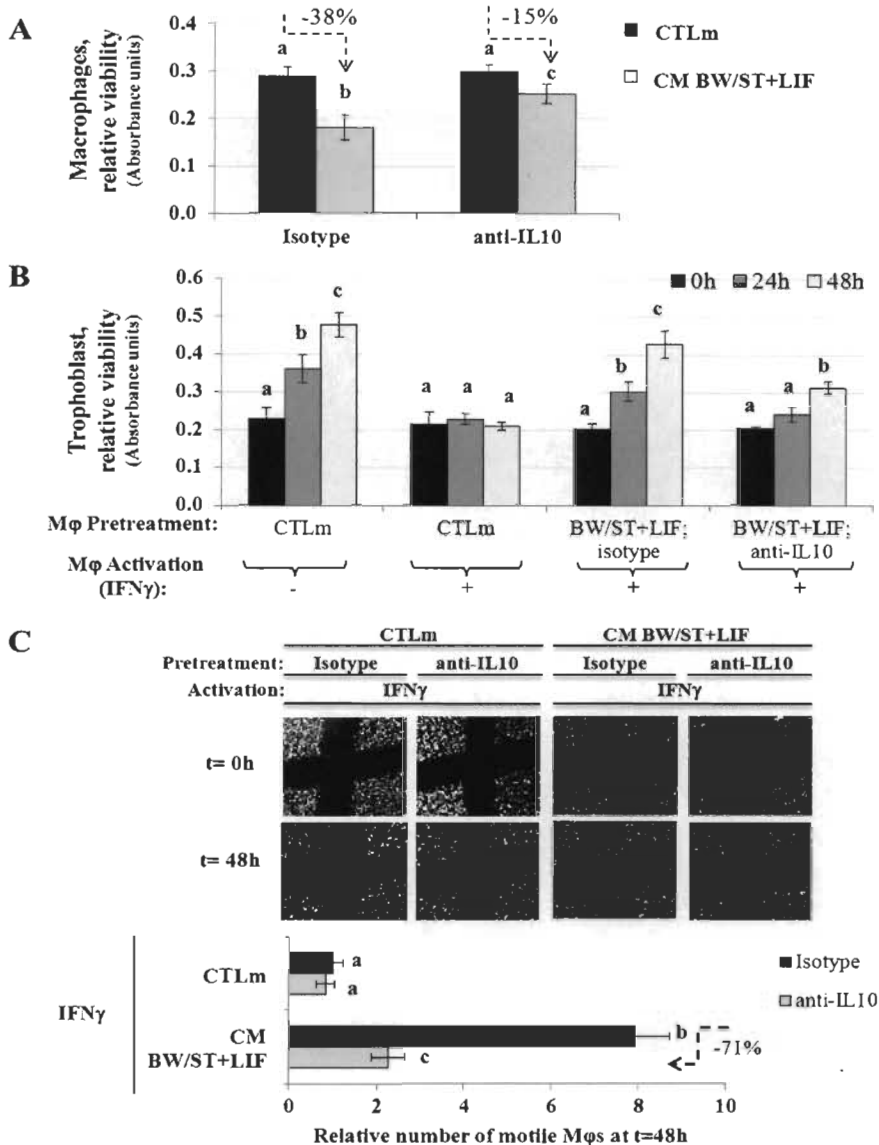 A
Macrophages,
relative viability
(Absorbance units)
0.4
0.3
0.2
0.1
0.0
-38%
-15%
a
b
a
c
CTLm
CM BW/ST+LIF
Isotype
anti-IL10
B
Trophoblast,
relative viability
(Absorbance units)
0.6
0.5
0.4
0.3
0.2
0.1
0.0
0h 24h 48h
a b c
a a a
a b c
a a b
Mφ Pretreatment: CTLm CTLm BW/ST+LIF; BW/ST+LIF;
isotype anti-IL10
Mφ Activation
(IFNγ): - + + +
C
CTLm CM BW/ST+LIF
Pretreatment: Isotype anti-IL10 Isotype anti-IL10
Activation: IFNγ IFNγ
t= 0h
t= 48h
IFNγ
CTLm
a
a
CM
BW/ST+LIF
b
c
-71%
Isotype
anti-IL10
0 2 4 6 8 10
Relative number of motile Mφs at t=48h